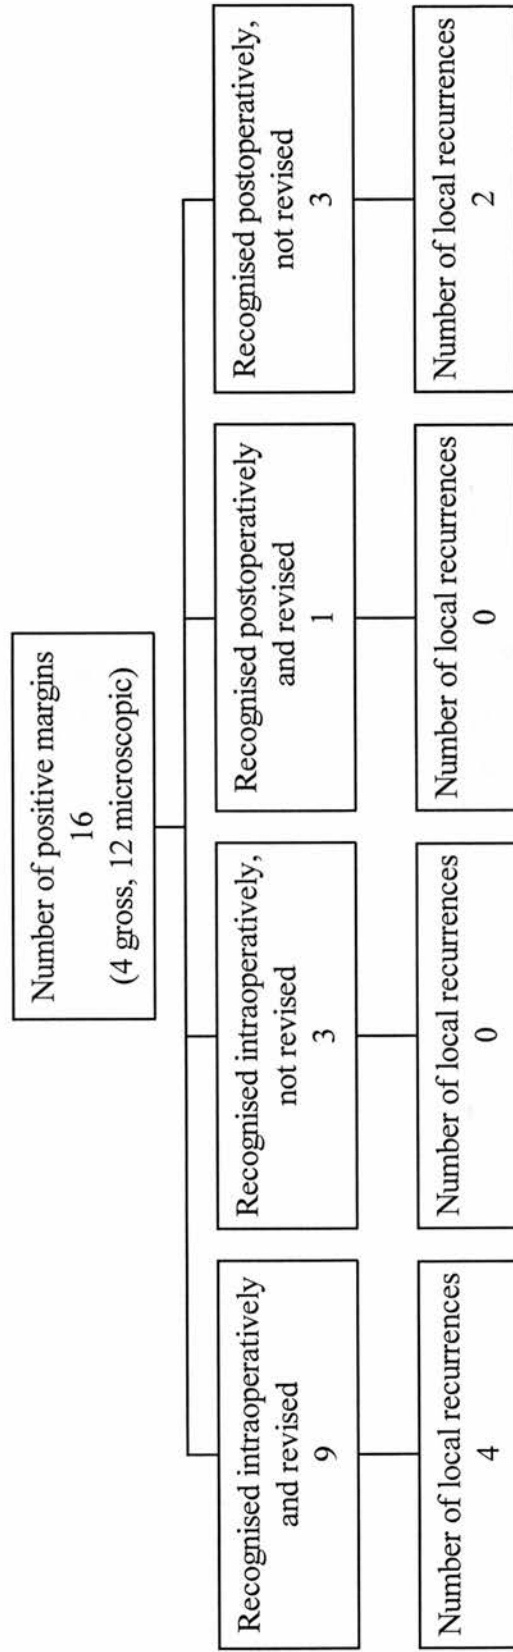 Number of positive margins
16
(4 gross, 12 microscopic)
Recognised intraoperatively
and revised
9
Recognised intraoperatively,
not revised
3
Recognised postoperatively
and revised
1
Recognised postoperatively,
not revised
3
Number of local recurrences
4
Number of local recurrences
0
Number of local recurrences
0
Number of local recurrences
2